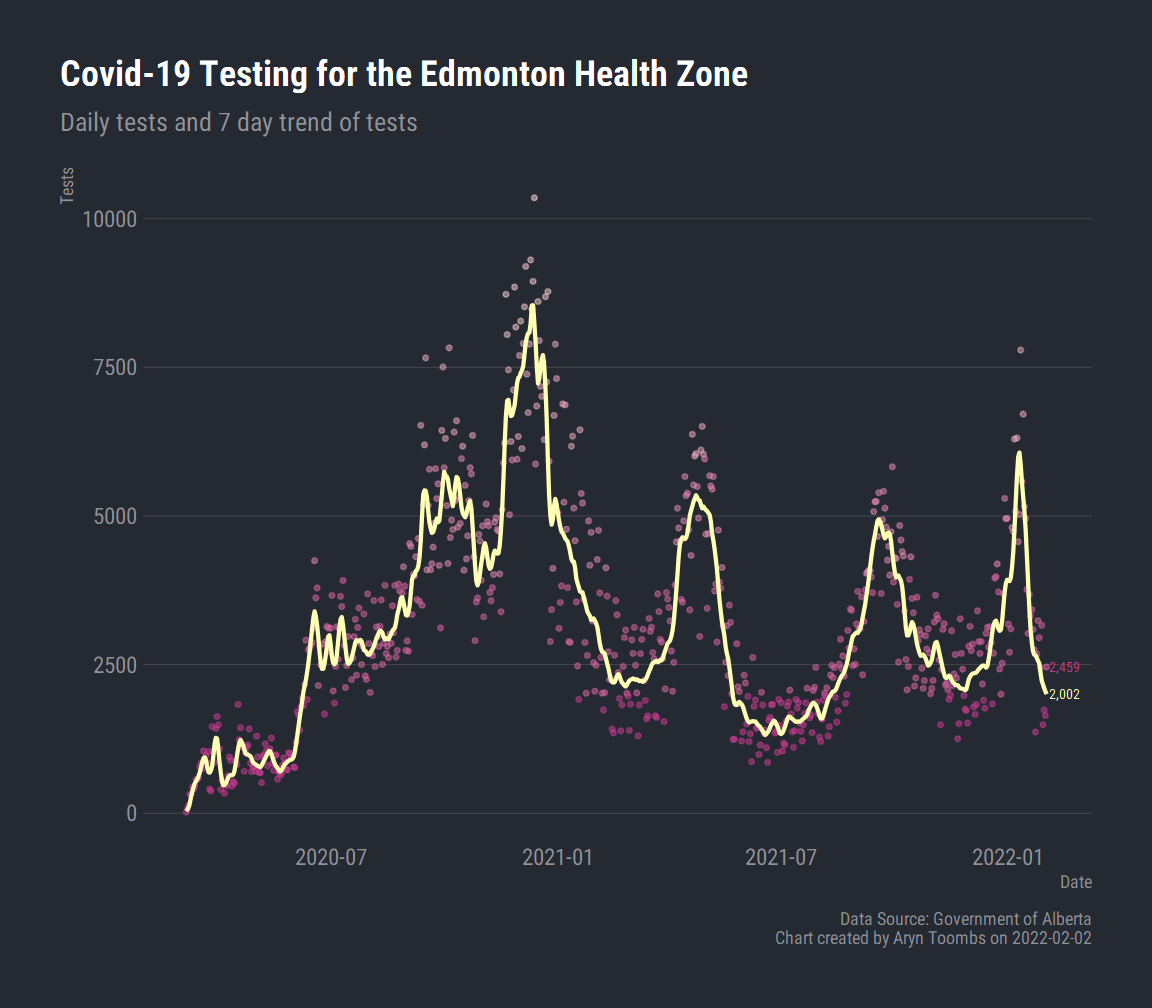 Covid-19 Testing for the Edmonton Health Zone
Daily tests and 7 day trend of tests
Tests
10000
7500
5000
2500
0
2,459
2,002
2020-07 2021-01 2021-07 2022-01
Date
Data Source: Government of Alberta
Chart created by Aryn Toombs on 2022-02-02